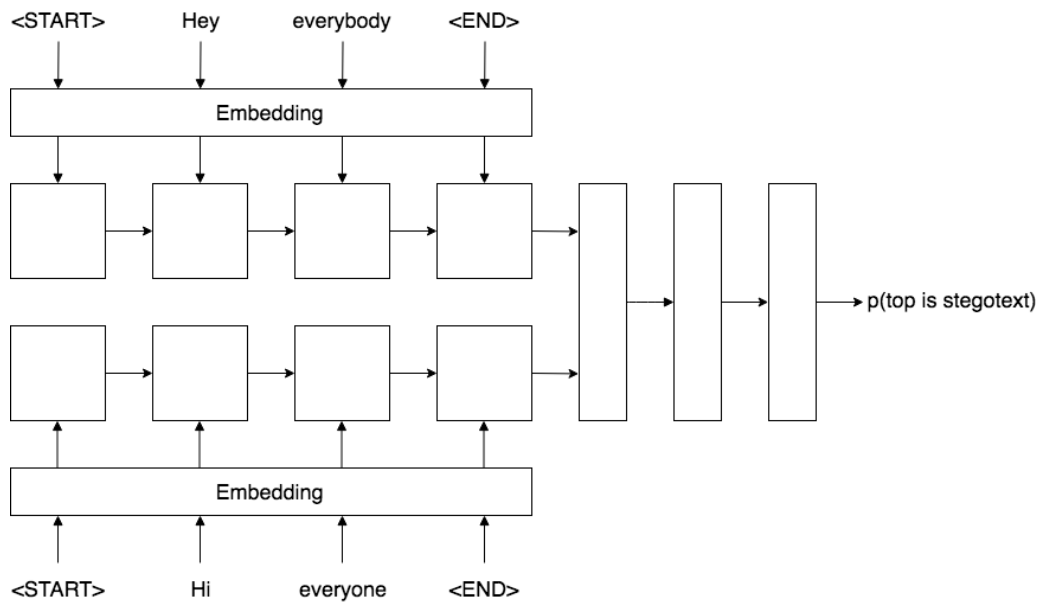 <START> Hey everybody <END>
Embedding
p(top is stegotext)
Embedding
<START> Hi everyone <END>